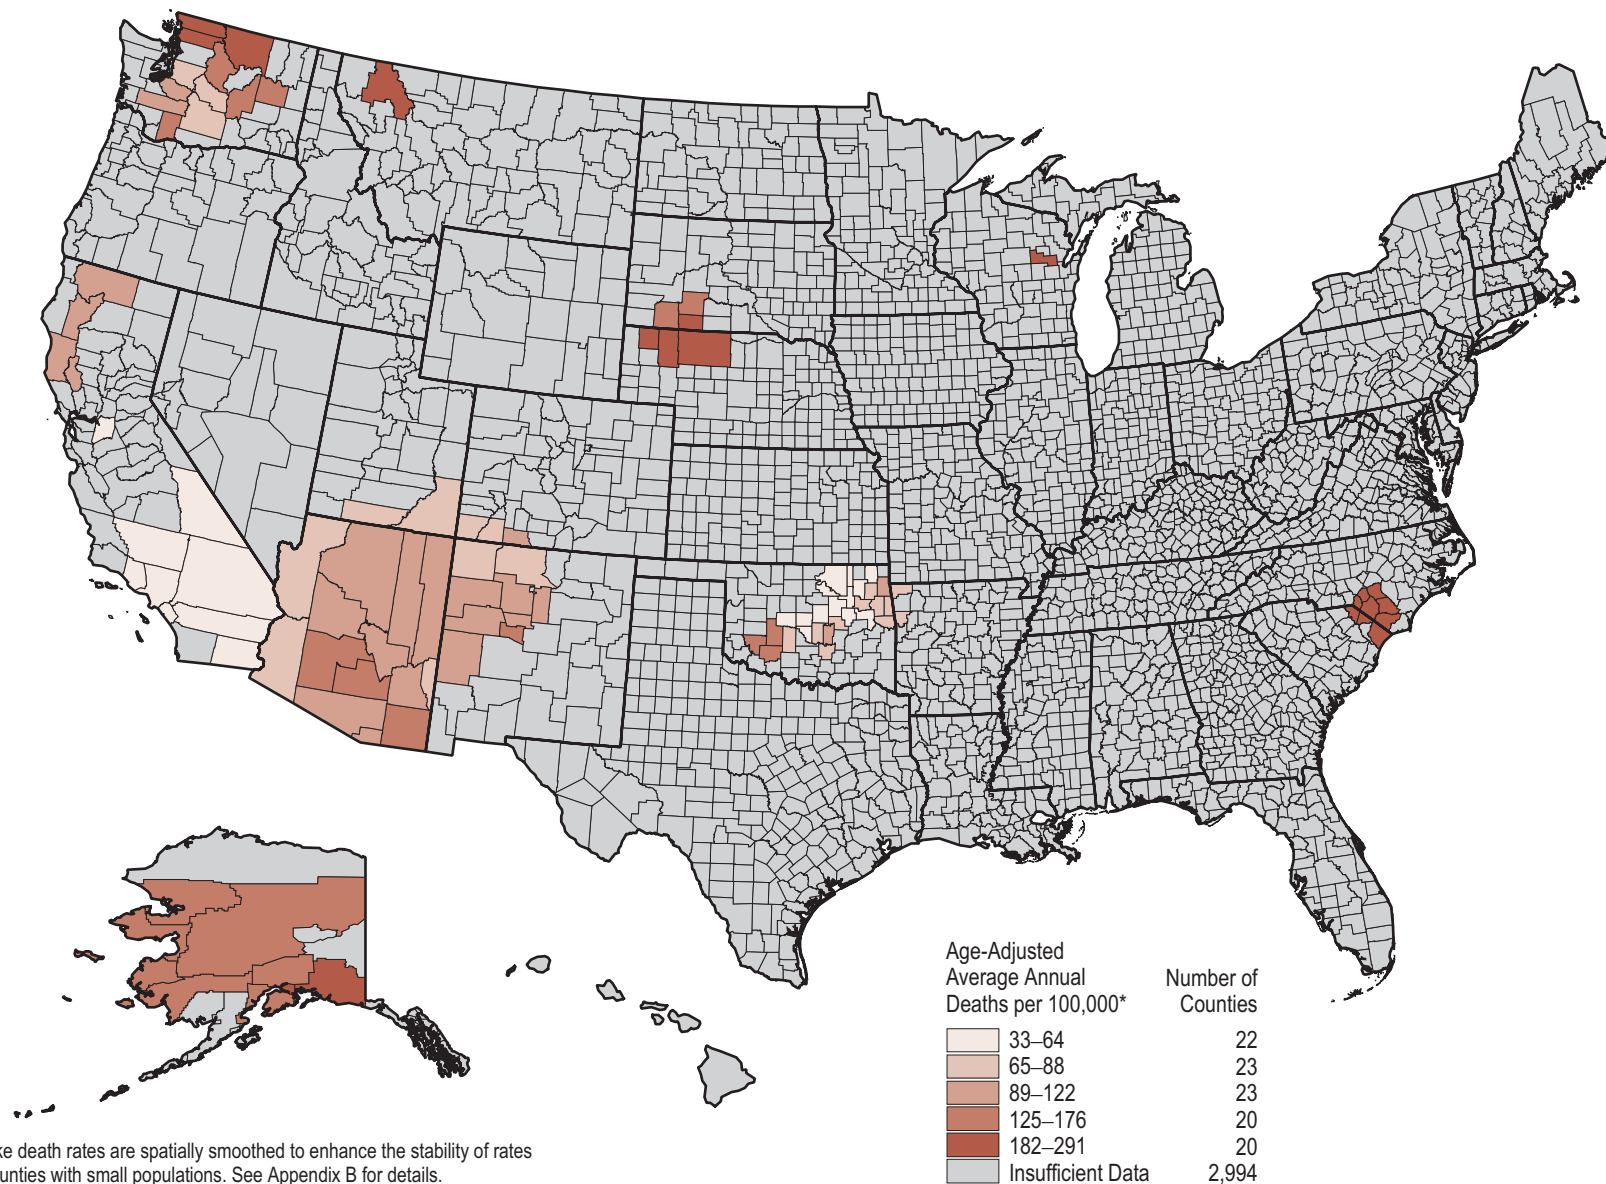 Age-Adjusted
Average Annual
Deaths per 100,000*
Number of
Counties
33–64 22
65–88 23
89–122 23
125–176 20
182–291 20
Insufficient Data 2,994
ke death rates are spatially smoothed to enhance the stability of rates
unties with small populations. See Appendix B for details.